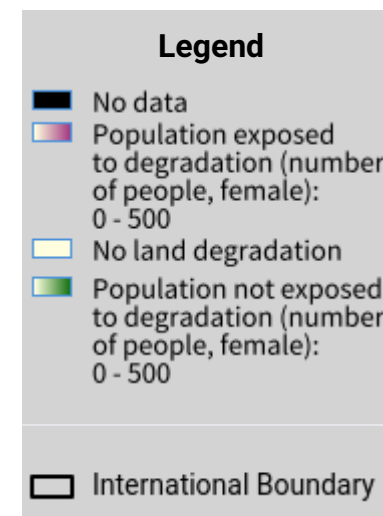 Legend
No data
Population exposed
to degradation (number
of people, female):
0 - 500
No land degradation
Population not exposed
to degradation (number
of people, female):
0 - 500
International Boundary